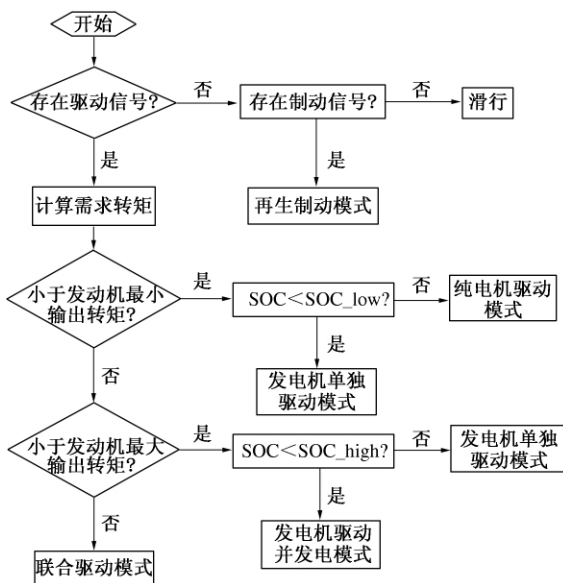 开始
存在驱动信号?
否
存在制动信号?
否
滑行
是
是
计算需求转矩
再生制动模式
小于发动机最小
输出转矩?
是
SOC<SOC_low?
否
纯电机驱动
模式
是
否
发电机单独
驱动模式
小于发动机最大
输出转矩?
是
SOC<SOC_high?
否
发电机单独
驱动模式
是
否
发电机驱动
并发电模式
联合驱动模式